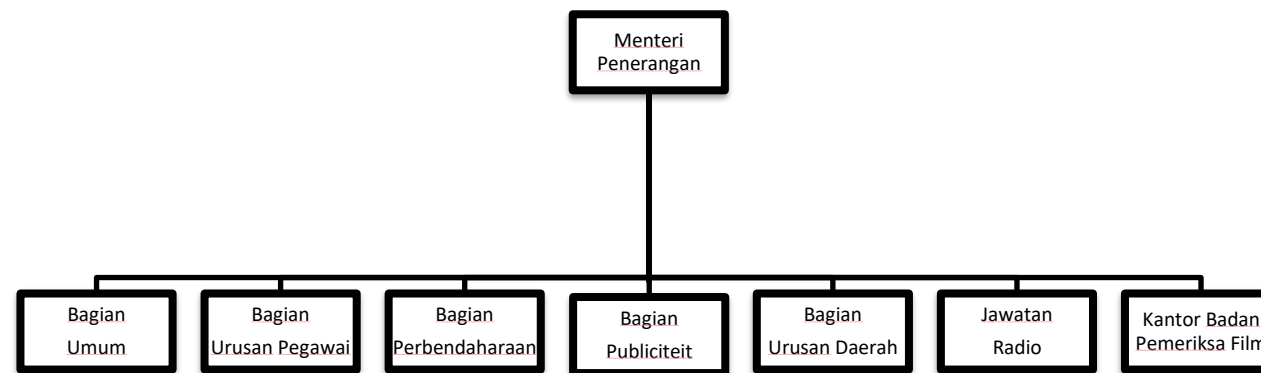 Menteri
Penerangan
Bagian
Umum
Bagian
Urusan Pegawai
Bagian
Perbendaharaan
Bagian
Publiciteit
Bagian
Urusan Daerah
Jawatan
Radio
Kantor Badan
Pemeriksa Film